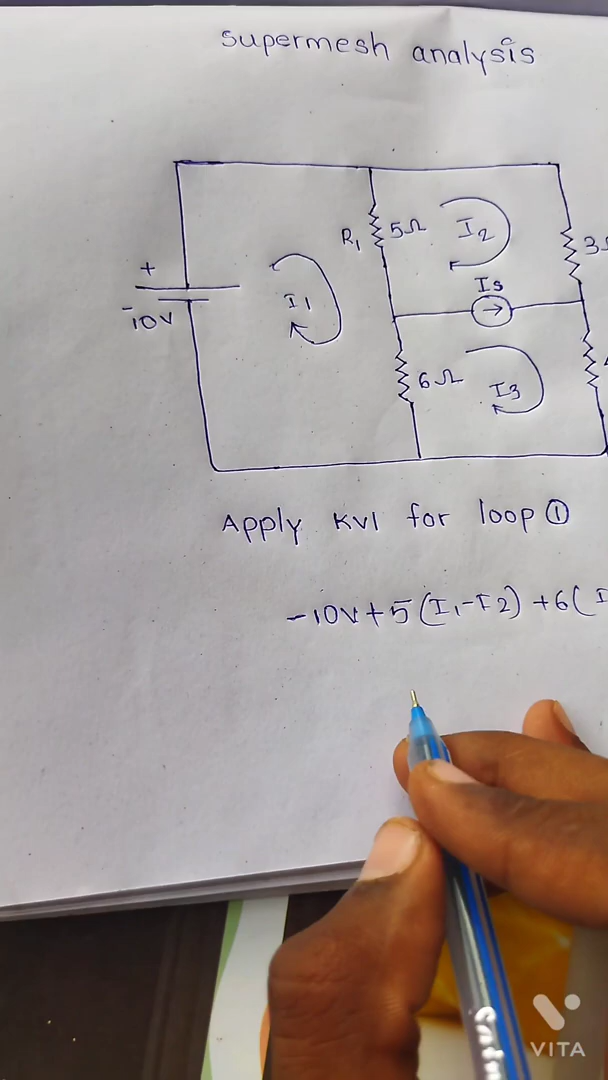 supermesh analysis
R1 5Ω I2 3Ω
+ I1 Is
-10V
6Ω I3
Apply KVl for loop ①
-10V+5(I1-I2)+6(I
VITA